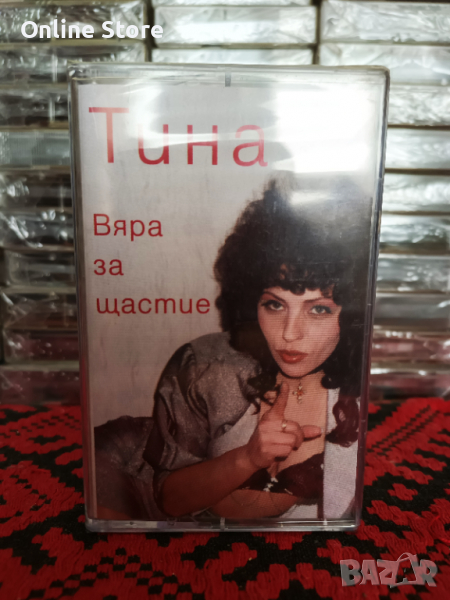 Online Store
Тина
Вяра
за
щастие
BAZAR